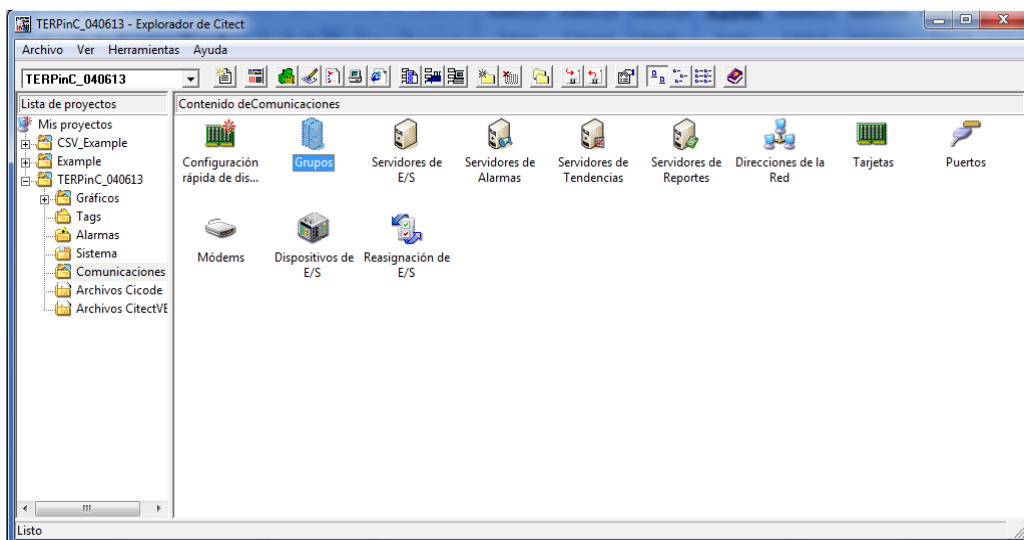 TERPinC_040613 - Explorador de Citect
Archivo Ver Herramientas Ayuda
TERPinC_040613
Lista de proyectos
Contenido deComunicaciones
Mis proyectos
CSV_Example
Example
TERPinC_040613
Gráficos
Tags
Alarmas
Sistema
Comunicaciones
Archivos Cicode
Archivos CitectVE
Configuración
rápida de dis...
Grupos
Servidores de
E/S
Servidores de
Alarmas
Servidores de
Tendencias
Servidores de
Reportes
Direcciones de la
Red
Tarjetas
Puertos
Módems
Dispositivos de
E/S
Reasignación de
E/S
Listo